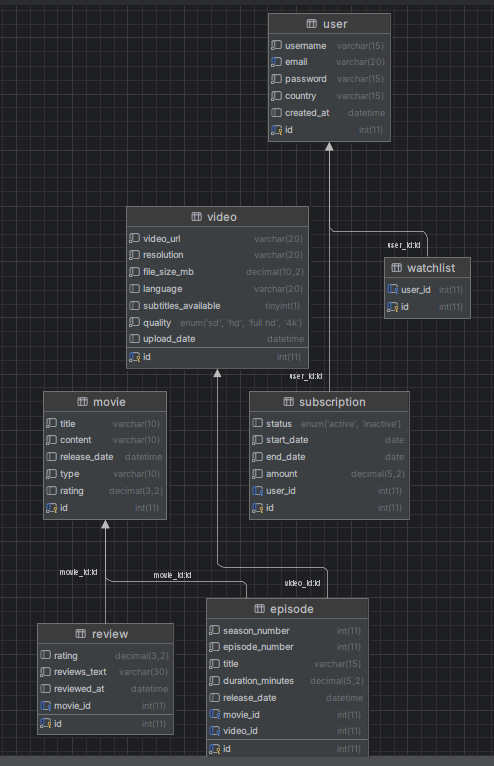 user
username varchar(15)
email varchar(20)
password varchar(15)
country varchar(15)
created_at datetime
id int(11)
video
video_url varchar(20)
resolution varchar(20)
file_size_mb decimal(10,2)
language varchar(20)
subtitles_available tinyint(1)
quality enum('sd', 'hd', 'full hd', '4k')
upload_date datetime
id int(11)
user_id:id
watchlist
user_id int(11)
id int(11)
user_id:id
movie
title varchar(10)
content varchar(10)
release_date datetime
type varchar(10)
rating decimal(3,2)
id int(11)
subscription
status enum('active', 'inactive')
start_date date
end_date date
amount decimal(5,2)
user_id int(11)
id int(11)
movie_id:id
movie_id:id
video_id:id
review
rating decimal(3,2)
reviews_text varchar(30)
reviewed_at datetime
movie_id int(11)
id int(11)
episode
season_number int(11)
episode_number int(11)
title varchar(15)
duration_minutes decimal(5,2)
release_date datetime
movie_id int(11)
video_id int(11)
id int(11)